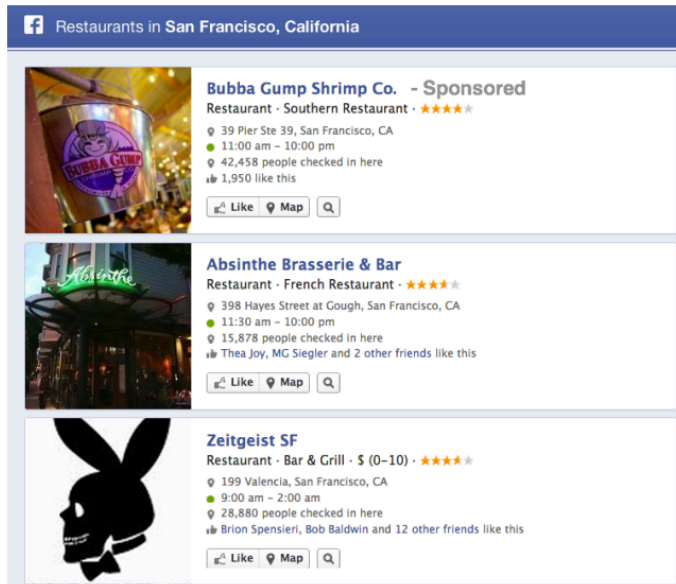 Restaurants in San Francisco, California
Bubba Gump Shrimp Co. - Sponsored
Restaurant · Southern Restaurant ·
39 Pier Ste 39, San Francisco, CA
11:00 am – 10:00 pm
42,458 people checked in here
1,950 like this
Like Map
BUBBA GUMP
Absinthe Brasserie & Bar
Restaurant · French Restaurant ·
398 Hayes Street at Gough, San Francisco, CA
11:30 am – 10:00 pm
15,878 people checked in here
Thea Joy, MG Siegler and 2 other friends like this
Like Map
Absinthe
Zeitgeist SF
Restaurant · Bar & Grill · $ (0-10) ·
199 Valencia, San Francisco, CA
9:00 am – 2:00 am
28,880 people checked in here
Brion Spensieri, Bob Baldwin and 12 other friends like this
Like Map